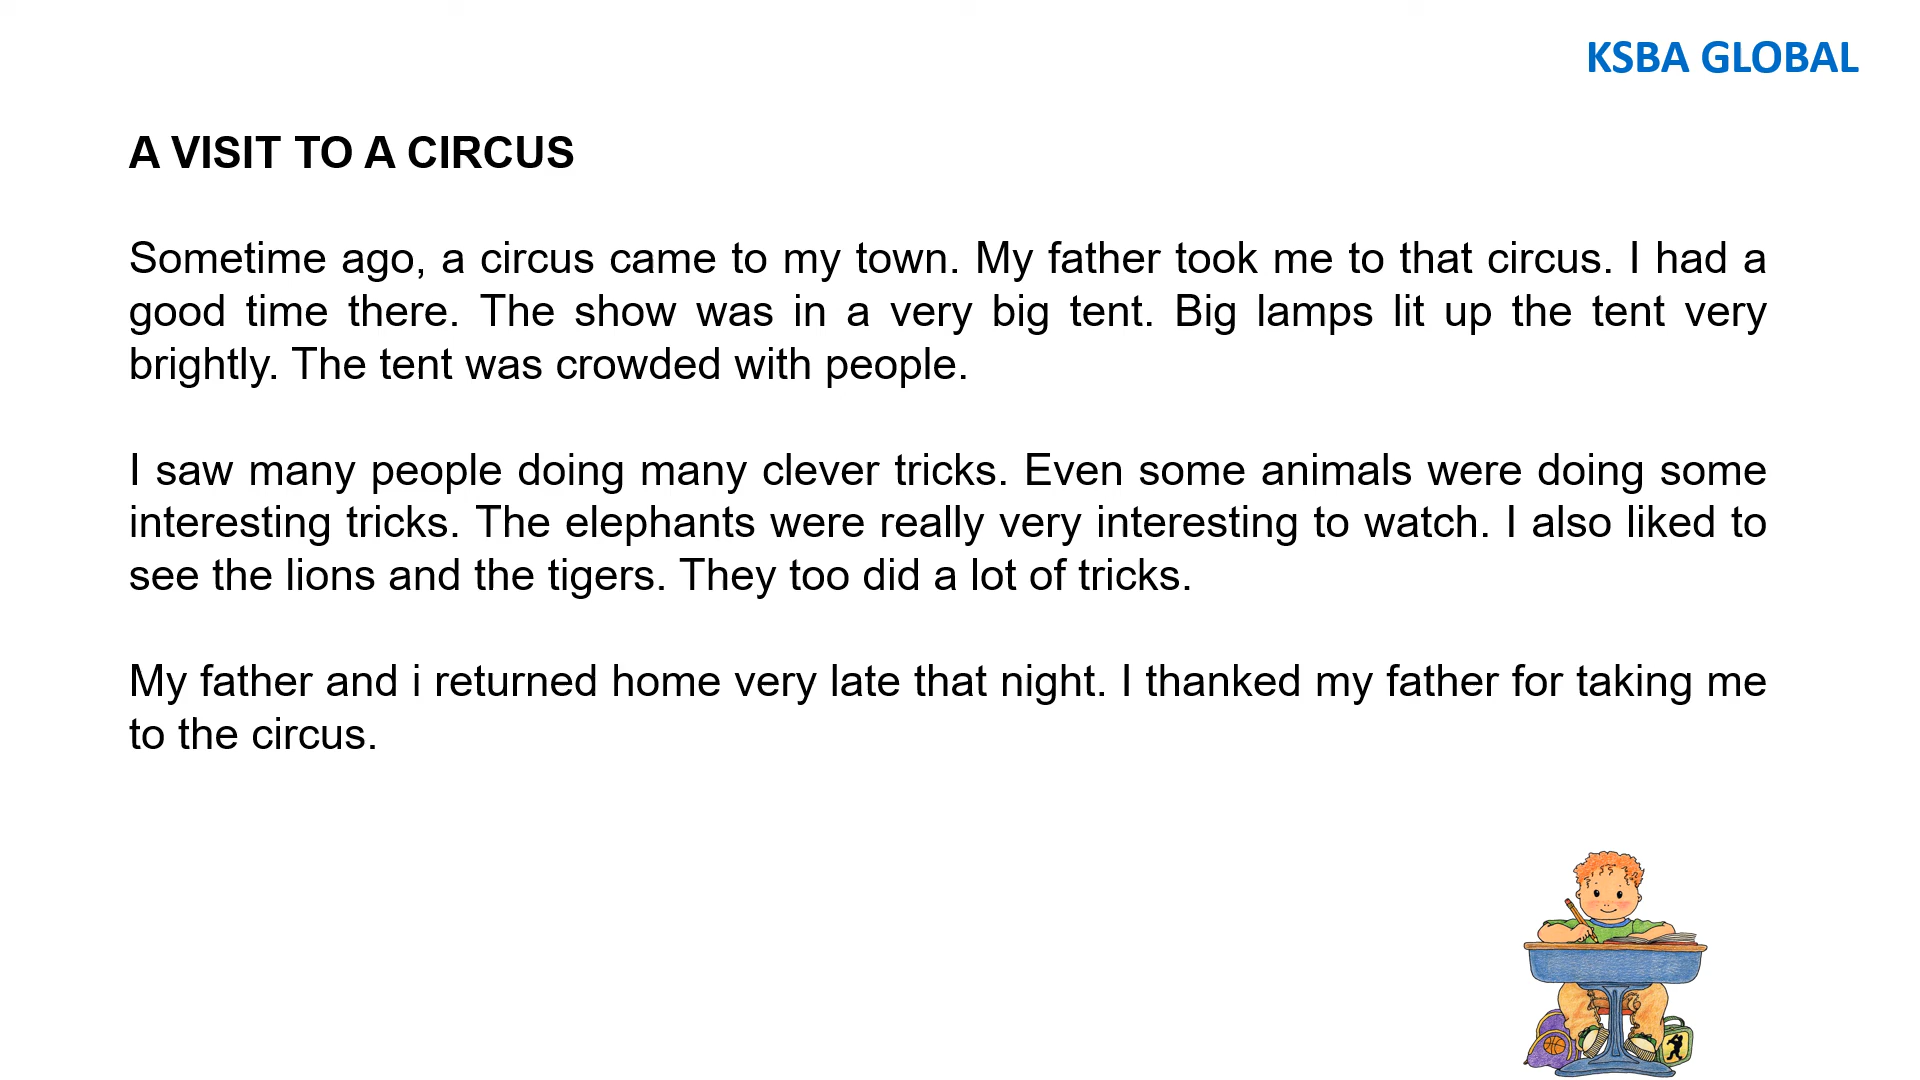 KSBA GLOBAL
A VISIT TO A CIRCUS
Sometime ago, a circus came to my town. My father took me to that circus. I had a
good time there. The show was in a very big tent. Big lamps lit up the tent very
brightly. The tent was crowded with people.
I saw many people doing many clever tricks. Even some animals were doing some
interesting tricks. The elephants were really very interesting to watch. I also liked to
see the lions and the tigers. They too did a lot of tricks.
My father and i returned home very late that night. I thanked my father for taking me
to the circus.